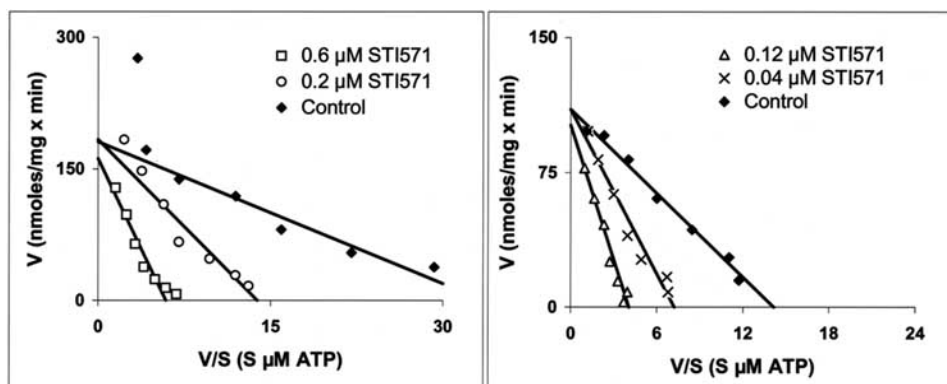 300
150
0
0
15
30
V (nmoles/mg x min)
V/S (S µM ATP)
0.6 µM STI571
0.2 µM STI571
Control
150
75
0
0
6
12
18
24
V (nmoles/mg x min)
V/S (S µM ATP)
0.12 µM STI571
0.04 µM STI571
Control